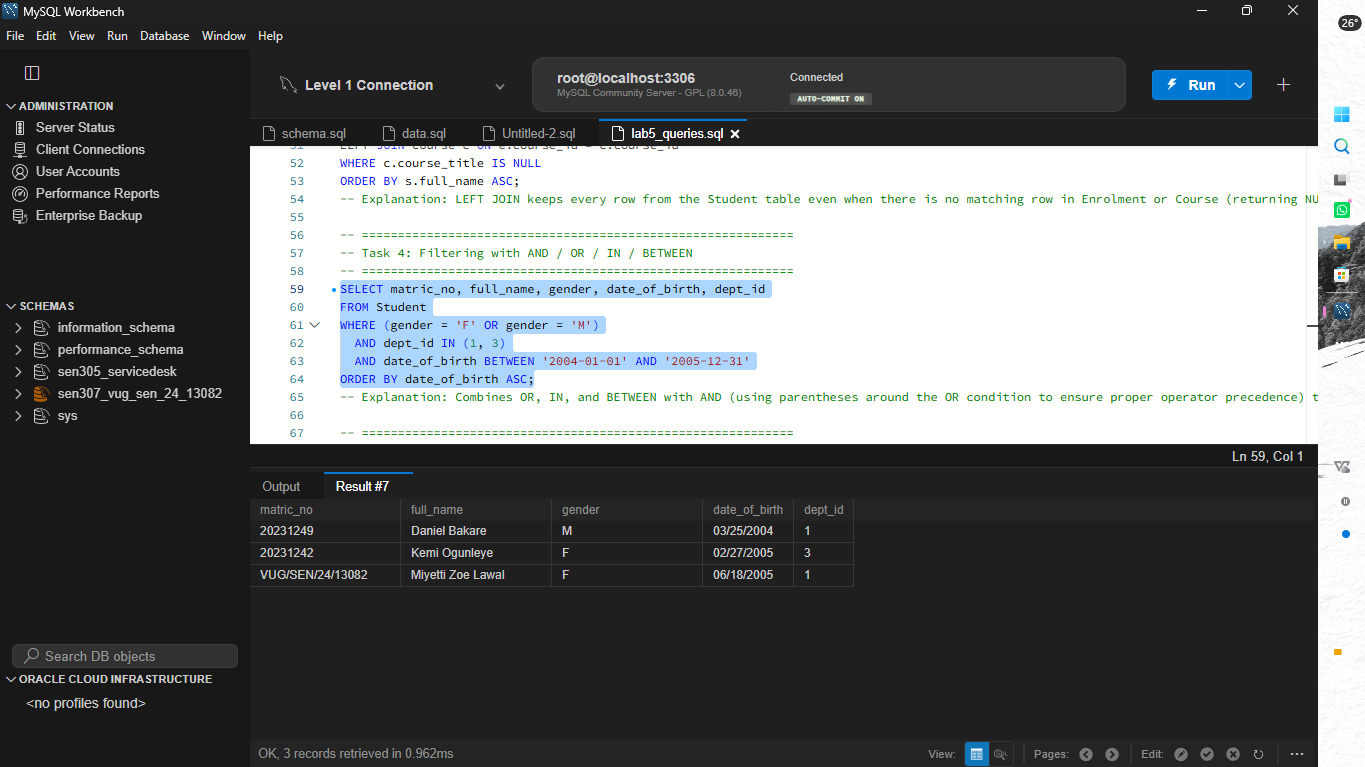 MySQL Workbench
File Edit View Run Database Window Help
26°
Level 1 Connection
root@localhost:3306
MySQL Community Server - GPL (8.0.46)
Connected
AUTO-COMMIT ON
Run
ADMINISTRATION
Server Status
Client Connections
User Accounts
Performance Reports
Enterprise Backup
SCHEMAS
information_schema
performance_schema
sen305_servicedesk
sen307_vug_sen_24_13082
sys
Search DB objects
ORACLE CLOUD INFRASTRUCTURE
<no profiles found>
schema.sql data.sql Untitled-2.sql lab5_queries.sql
52 WHERE c.course_title IS NULL
53 ORDER BY s.full_name ASC;
54 -- Explanation: LEFT JOIN keeps every row from the Student table even when there is no matching row in Enrolment or Course (returning NU
55
56 -- ============================================================
57 -- Task 4: Filtering with AND / OR / IN / BETWEEN
58 -- ============================================================
59 SELECT matric_no, full_name, gender, date_of_birth, dept_id
60 FROM Student
61 WHERE (gender = 'F' OR gender = 'M')
62 AND dept_id IN (1, 3)
63 AND date_of_birth BETWEEN '2004-01-01' AND '2005-12-31'
64 ORDER BY date_of_birth ASC;
65 -- Explanation: Combines OR, IN, and BETWEEN with AND (using parentheses around the OR condition to ensure proper operator precedence) t
66
67 -- ============================================================
Ln 59, Col 1
Output Result #7
matric_no full_name gender date_of_birth dept_id
20231249 Daniel Bakare M 03/25/2004 1
20231242 Kemi Ogunleye F 02/27/2005 3
VUG/SEN/24/13082 Miyetti Zoe Lawal F 06/18/2005 1
OK, 3 records retrieved in 0.962ms
View: Pages: Edit: